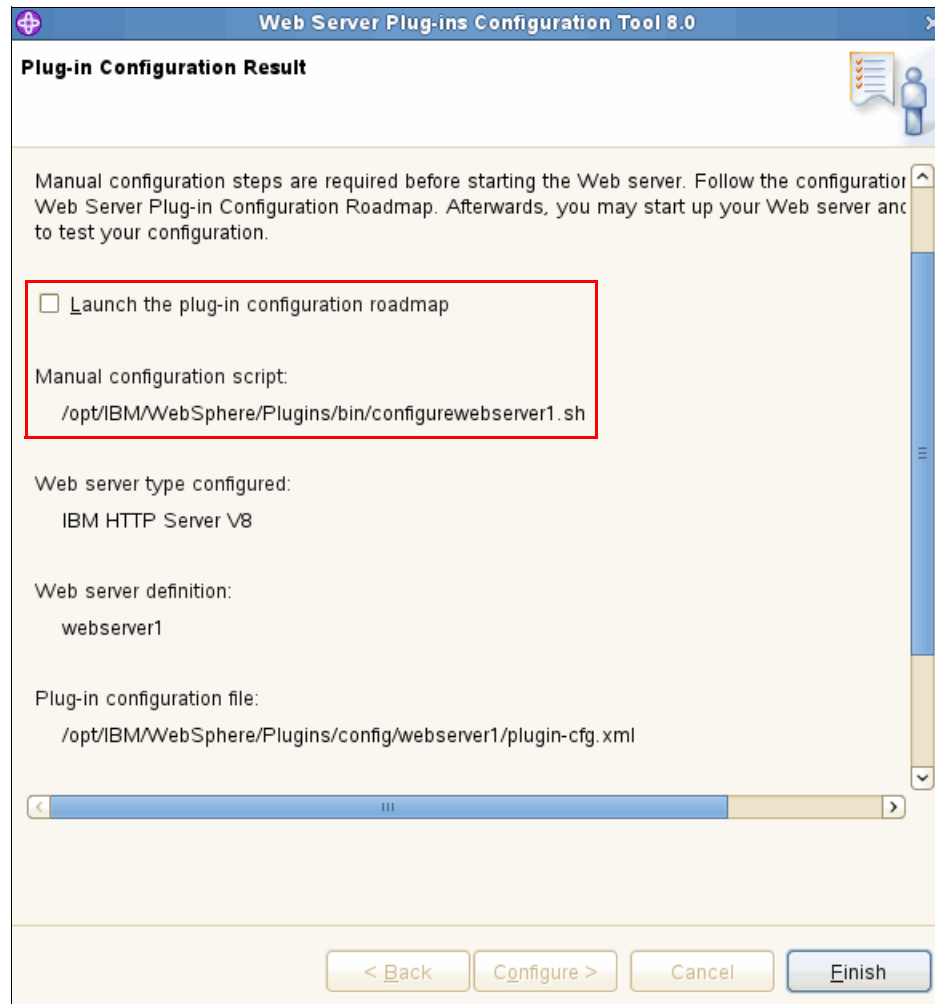 Web Server Plug-ins Configuration Tool 8.0
Plug-in Configuration Result
Manual configuration steps are required before starting the Web server. Follow the configuration
Web Server Plug-in Configuration Roadmap. Afterwards, you may start up your Web server and
to test your configuration.
Launch the plug-in configuration roadmap
Manual configuration script:
/opt/IBM/WebSphere/Plugins/bin/configurewebserver1.sh
Web server type configured:
IBM HTTP Server V8
Web server definition:
webserver1
Plug-in configuration file:
/opt/IBM/WebSphere/Plugins/config/webserver1/plugin-cfg.xml
< Back
Configure >
Cancel
Finish